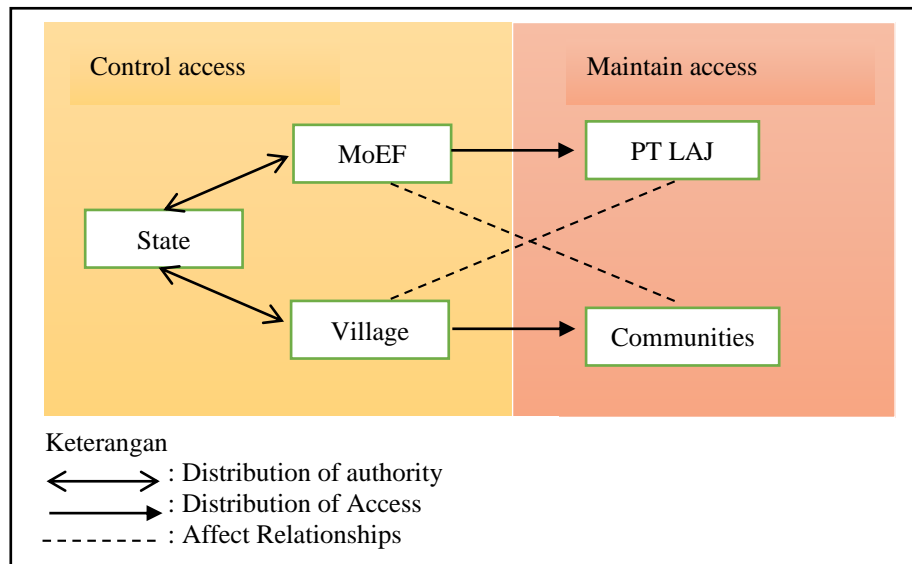 Control access
Maintain access
MoEF
PT LAJ
State
Village
Communities
Keterangan
: Distribution of authority
: Distribution of Access
: Affect Relationships